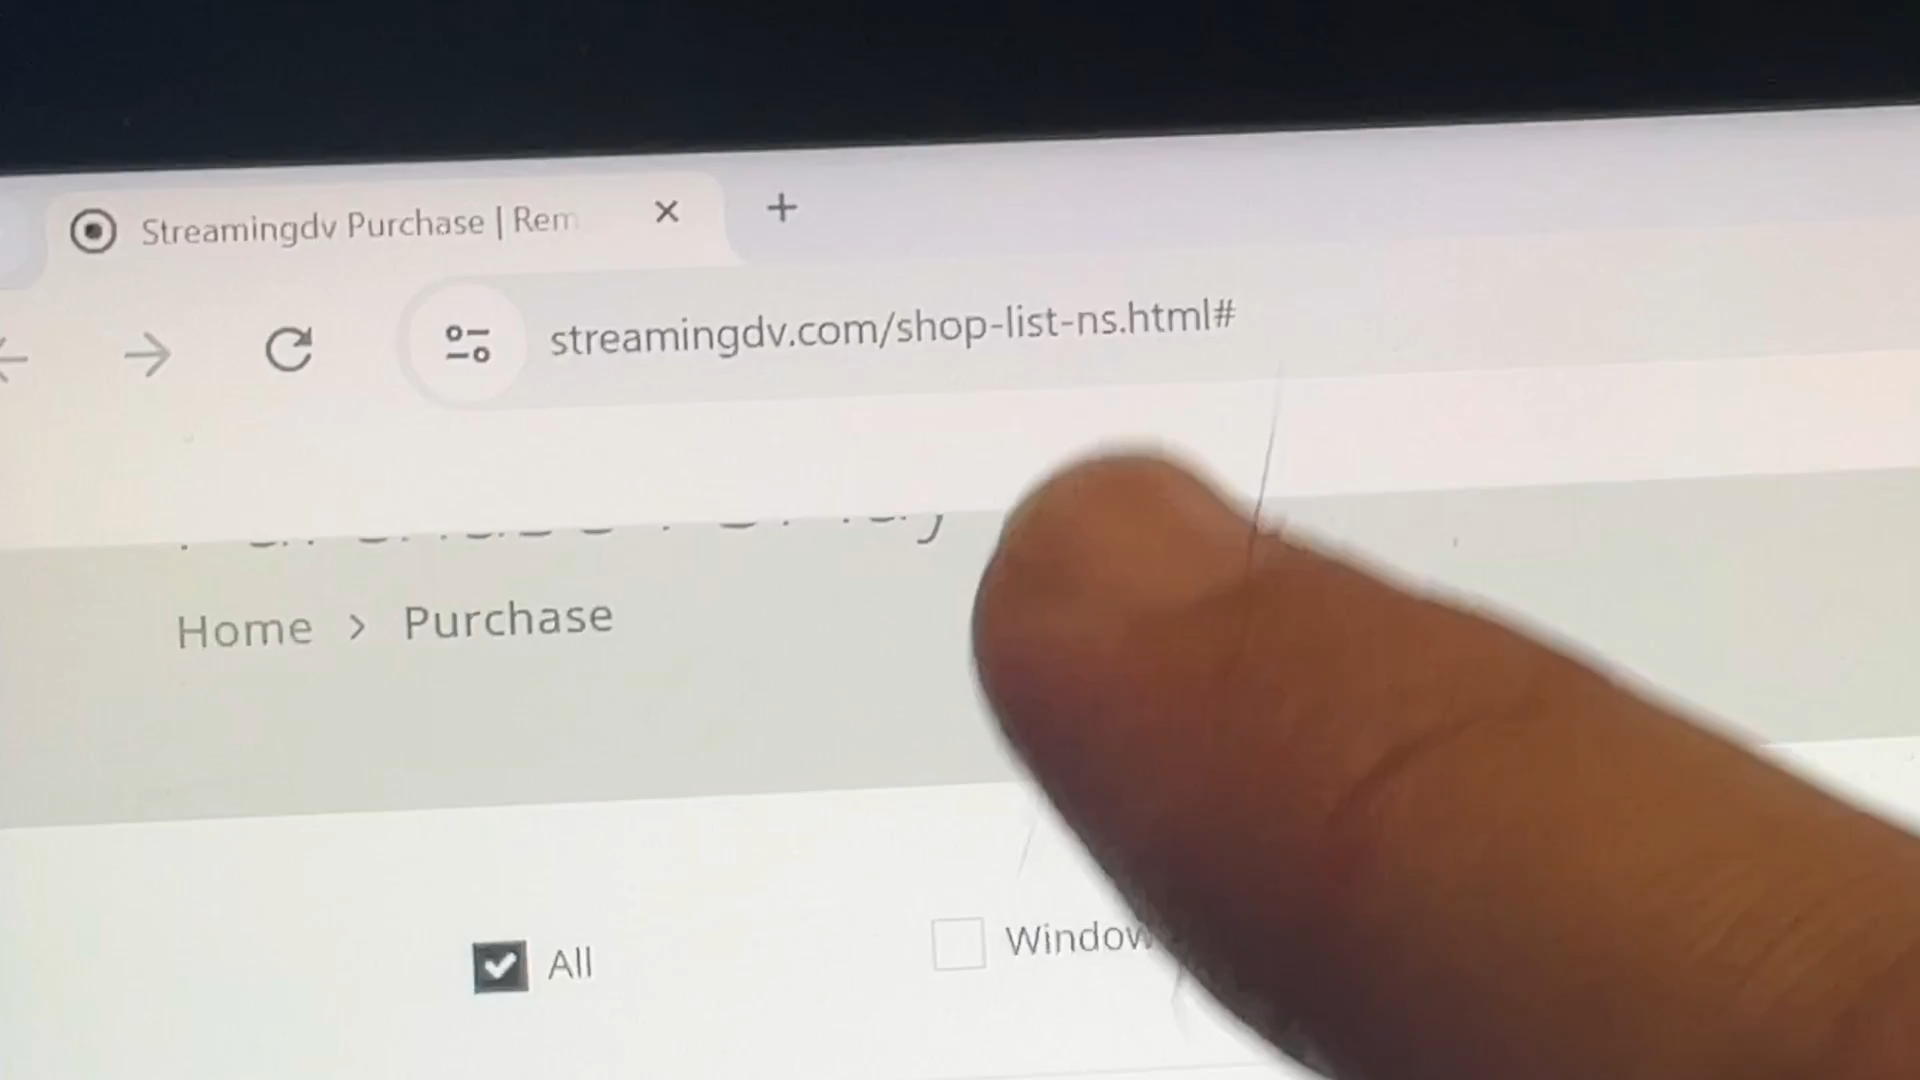 Streamingdv Purchase | Rem
streamingdv.com/shop-list-ns.html#
Home > Purchase
All
Window